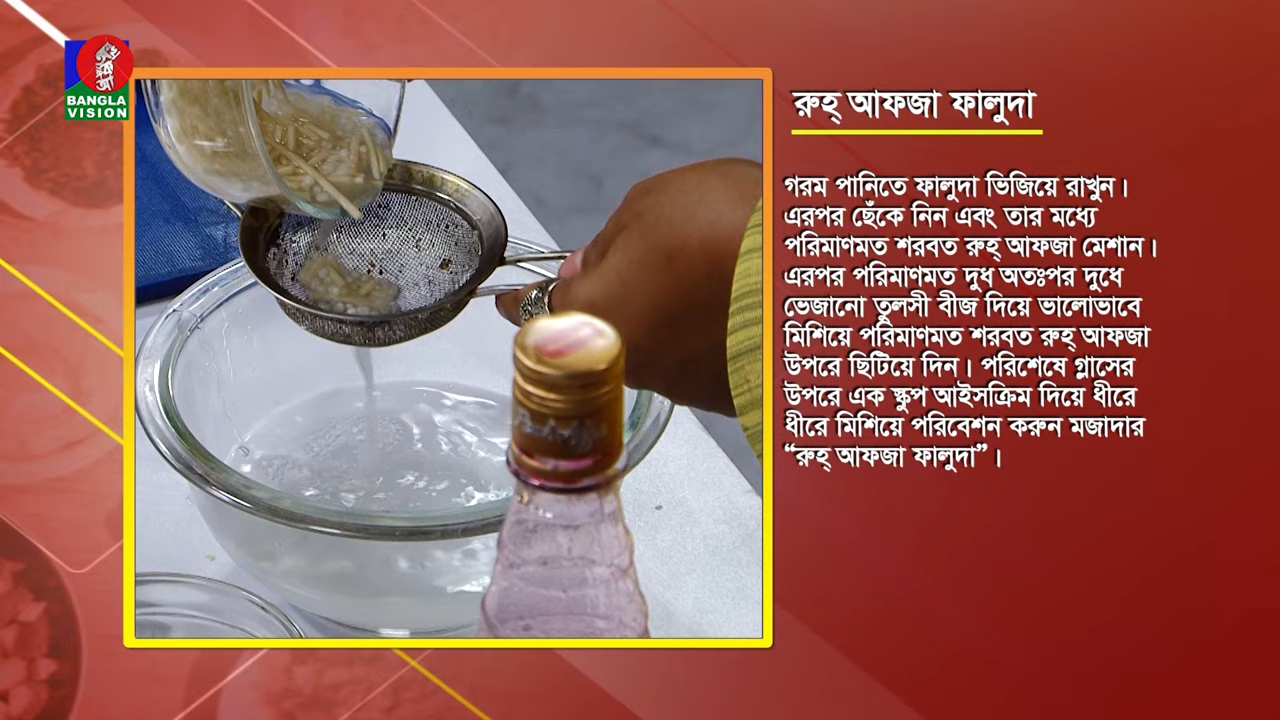 BANGLA
VISION
রুহ্ আফজা ফালুদা
গরম পানিতে ফালুদা ভিজিয়ে রাখুন।
এরপর ছেঁকে নিন এবং তার মধ্যে
পরিমাণমত শরবত রুহ্ আফজা মেশান।
এরপর পরিমাণমত দুধ অতঃপর দুধে
ভেজানো তুলসী বীজ দিয়ে ভালোভাবে
মিশিয়ে পরিমাণমত শরবত রুহ্ আফজা
উপরে ছিটিয়ে দিন। পরিশেষে গ্লাসের
উপরে এক স্কুপ আইসক্রিম দিয়ে ধীরে
ধীরে মিশিয়ে পরিবেশন করুন মজাদার
“রুহ্ আফজা ফালুদা”।